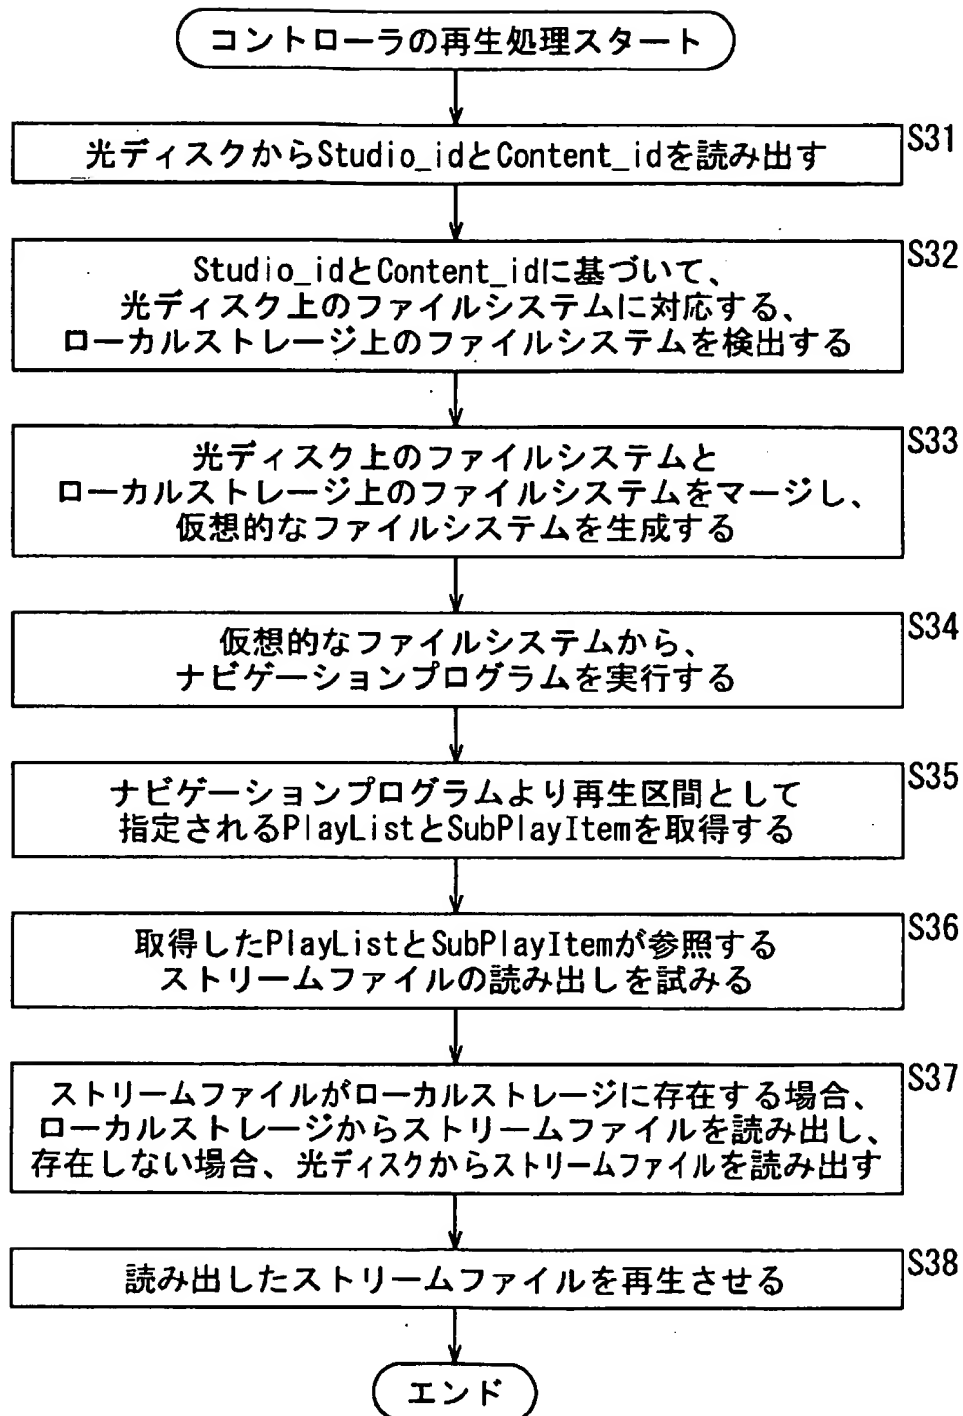 コントローラの再生処理スタート
S31
光ディスクからStudio_idとContent_idを読み出す
S32
Studio_idとContent_idに基づいて、
光ディスク上のファイルシステムに対応する、
ローカルストレージ上のファイルシステムを検出する
S33
光ディスク上のファイルシステムと
ローカルストレージ上のファイルシステムをマージし、
仮想的なファイルシステムを生成する
S34
仮想的なファイルシステムから、
ナビゲーションプログラムを実行する
S35
ナビゲーションプログラムより再生区間として
指定されるPlayListとSubPlayItemを取得する
S36
取得したPlayListとSubPlayItemが参照する
ストリームファイルの読み出しを試みる
S37
ストリームファイルがローカルストレージに存在する場合、
ローカルストレージからストリームファイルを読み出し、
存在しない場合、光ディスクからストリームファイルを読み出す
S38
読み出したストリームファイルを再生させる
エンド